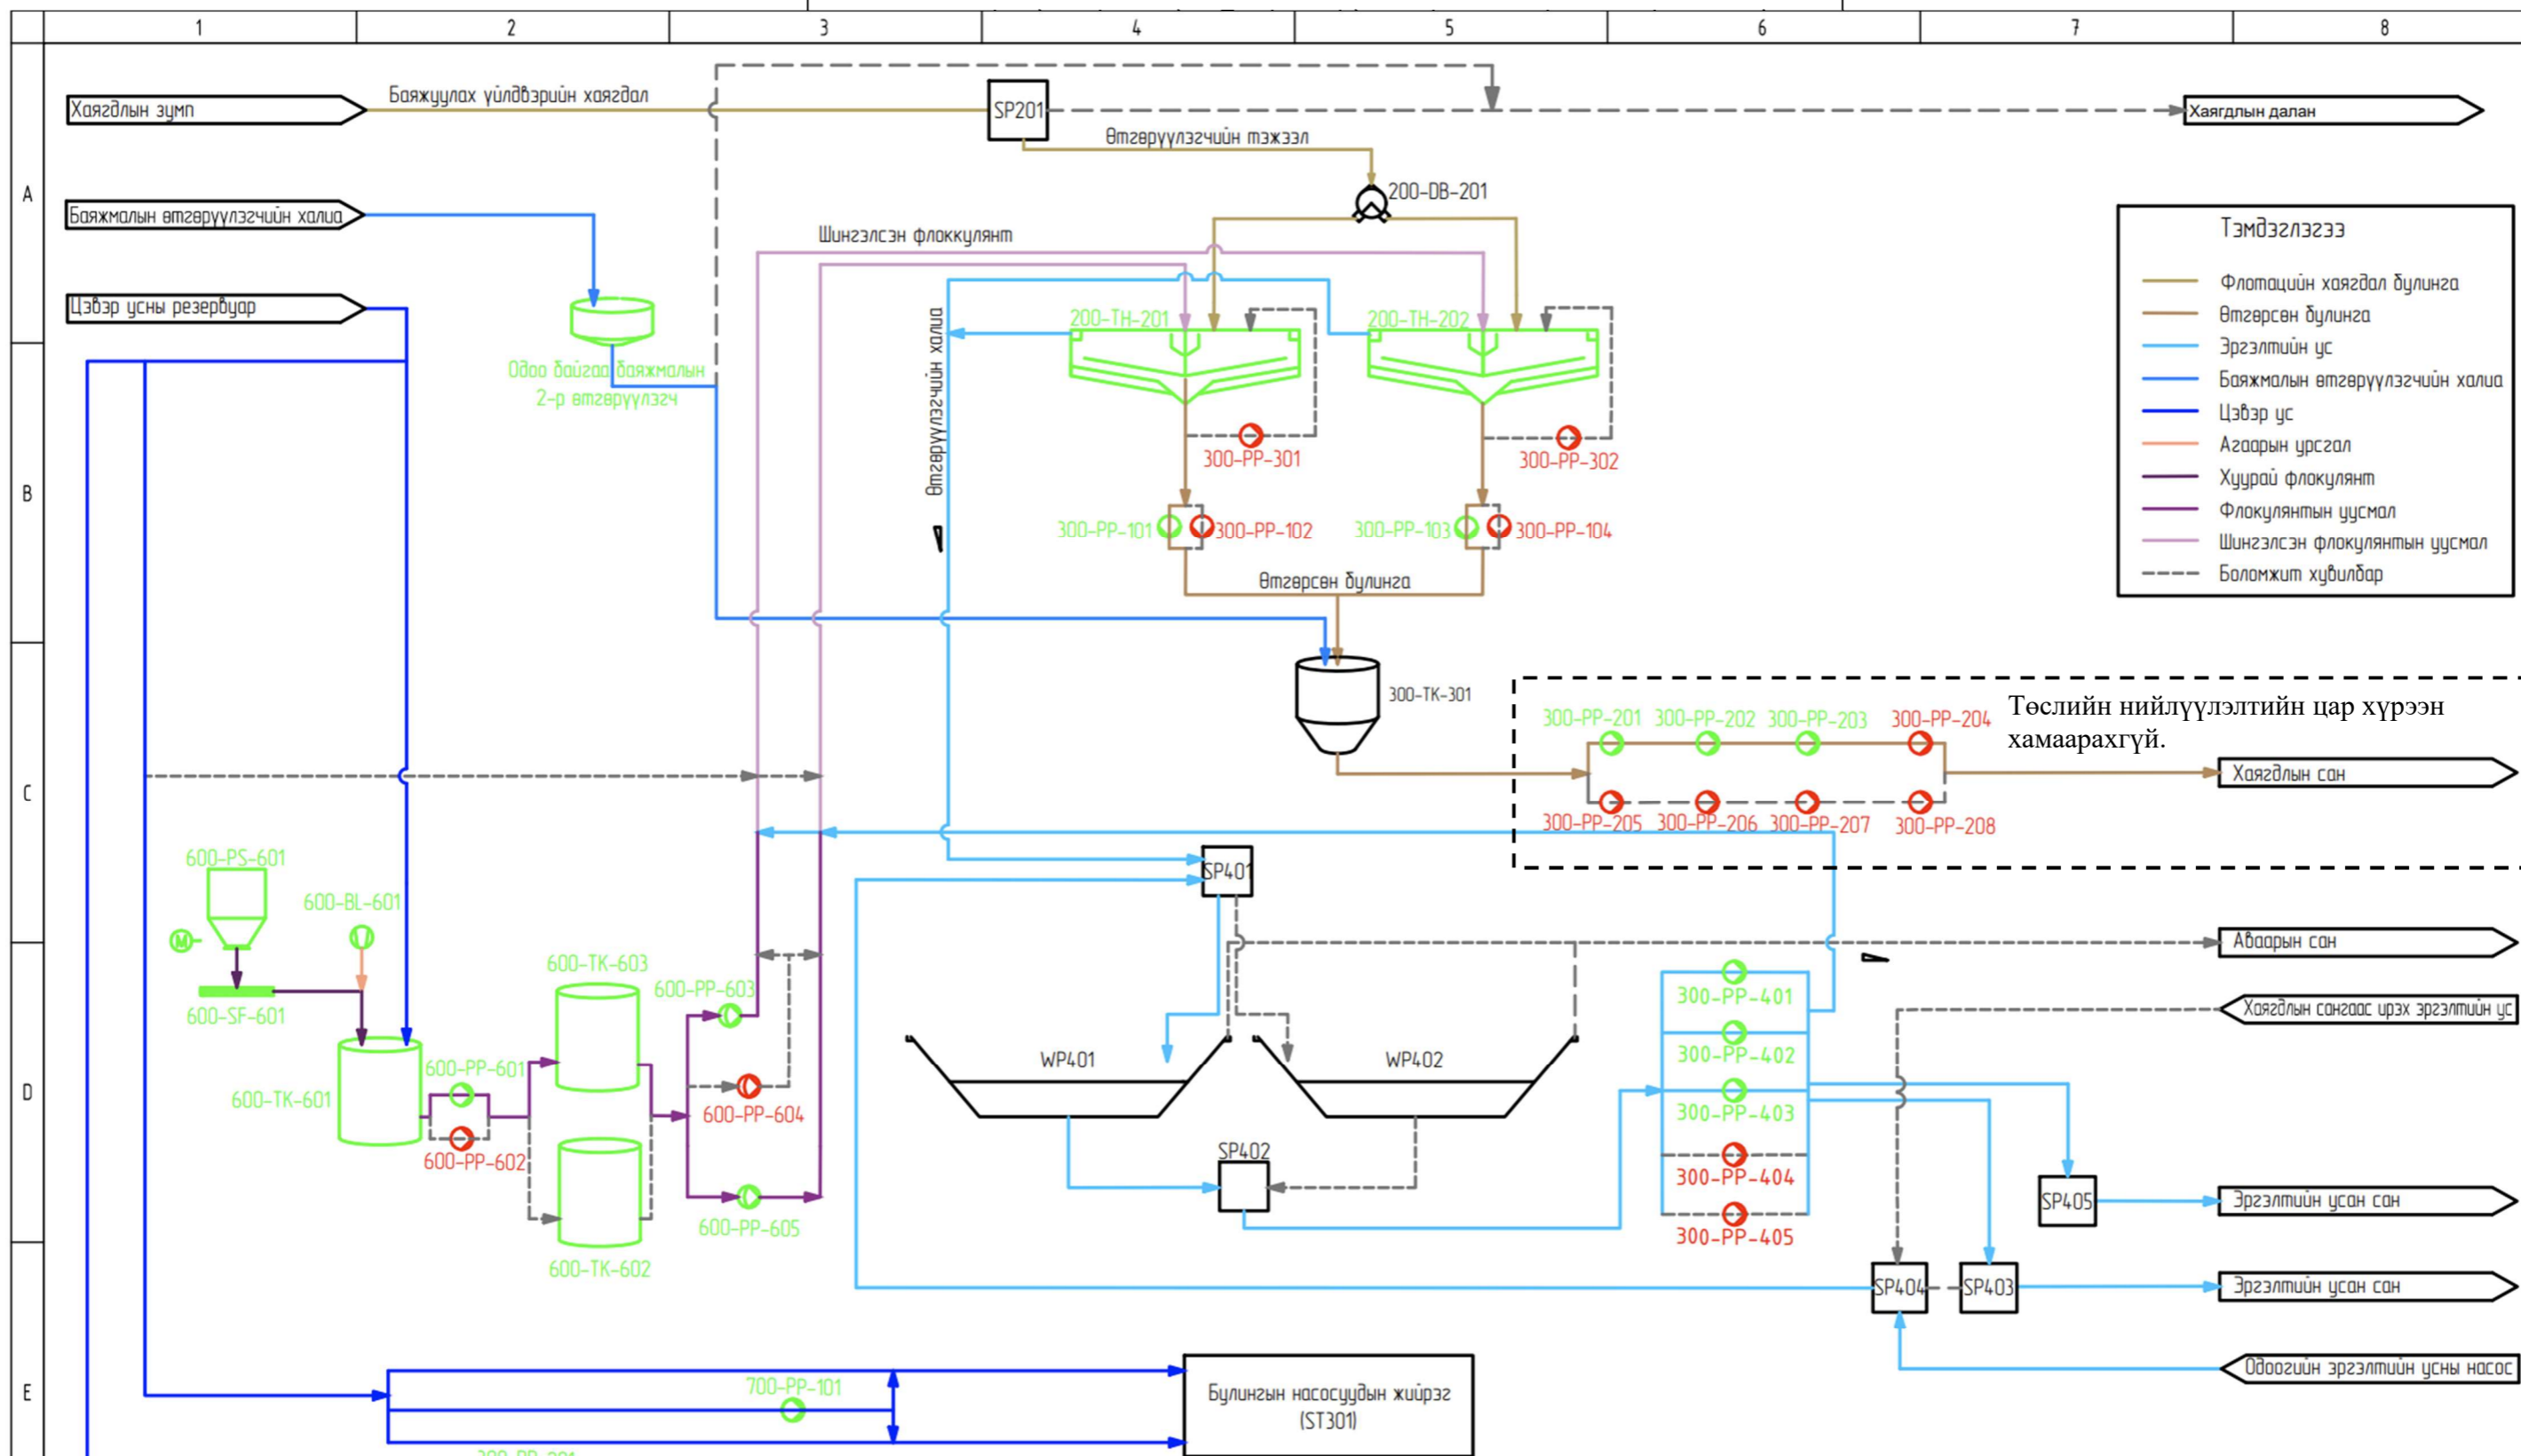 1 2 3 4 5 6 7 8
A
B
C
D
E
Хаягдлын зумп
Баяжуулах үйлдвэрийн хаягдал
SP201
Хаягдлын далан
Өтгөрүүлэгчийн тэжээл
200-DB-201
Баяжмалын өтгөрүүлэгчийн халиа
Шингэлсэн флоккулянт
Цэвэр усны резервуар
Одоо байгаа баяжмалын
2-р өтгөрүүлэгч
Өтгөрүүлэгчийн халиа
200-TH-201
200-TH-202
300-PP-301
300-PP-302
300-PP-101
300-PP-102
300-PP-103
300-PP-104
Өтгөрсөн булинга
300-TK-301
Тэмдэглэгээ
Флотацийн хаягдал булинга
Өтгөрсөн булинга
Эргэлтийн ус
Баяжмалын өтгөрүүлэгчийн халиа
Цэвэр ус
Агаарын урсгал
Хуурай флокулянт
Флокулянтын уусмал
Шингэлсэн флокулянтын уусмал
Боломжит хувилбар
300-PP-201
300-PP-202
300-PP-203
300-PP-204
Төслийн нийлүүлэлтийн цар хүрээн
хамаарахгүй.
300-PP-205
300-PP-206
300-PP-207
300-PP-208
Хаягдлын сан
600-PS-601
600-BL-601
M
600-SF-601
600-TK-601
600-PP-601
600-PP-602
600-TK-603
600-TK-602
600-PP-603
600-PP-604
600-PP-605
SP401
WP401
WP402
SP402
300-PP-401
300-PP-402
300-PP-403
300-PP-404
300-PP-405
Аваарын сан
Хаягдлын сангаас ирэх эргэлтийн ус
SP405
Эргэлтийн усан сан
SP404
SP403
Эргэлтийн усан сан
Одоогийн эргэлтийн усны насос
700-PP-101
Булингын насосуудын жийрэг
(ST301)